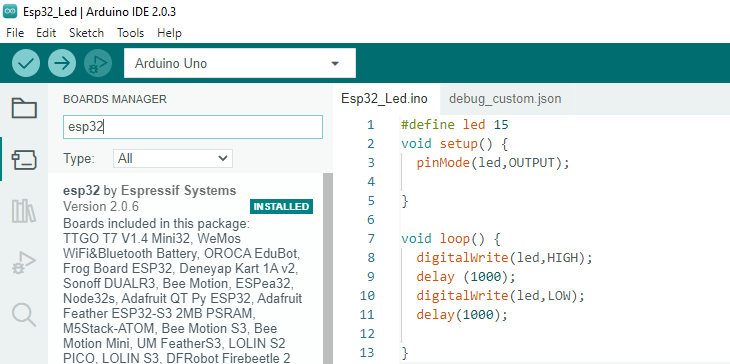 Esp32_Led | Arduino IDE 2.0.3
File Edit Sketch Tools Help
Arduino Uno
BOARDS MANAGER
esp32
Type: All
esp32 by Espressif Systems
Version 2.0.6 INSTALLED
Boards included in this package:
TTGO T7 V1.4 Mini32, WeMos
WiFi&Bluetooth Battery, OROCA EduBot,
Frog Board ESP32, Deneyap Kart 1A v2,
Sonoff DUALR3, Bee Motion, ESPea32,
Node32s, Adafruit QT Py ESP32, Adafruit
Feather ESP32-S3 2MB PSRAM,
M5Stack-ATOM, Bee Motion S3, Bee
Motion Mini, UM FeatherS3, LOLIN S2
PICO, LOLIN S3, DFRobot Firebeetle 2
Esp32_Led.ino debug_custom.json
1 #define led 15
2 void setup() {
3 pinMode(led,OUTPUT);
4
5 }
6
7 void loop() {
8 digitalWrite(led,HIGH);
9 delay (1000);
10 digitalWrite(led,LOW);
11 delay(1000);
12
13 }